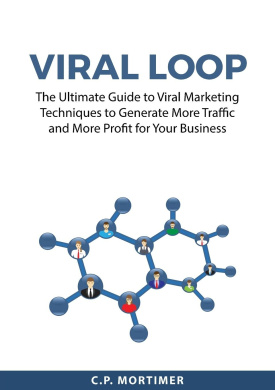 VIRAL LOOP
The Ultimate Guide to Viral Marketing
Techniques to Generate More Traffic
and More Profit for Your Business
C.P. MORTIMER